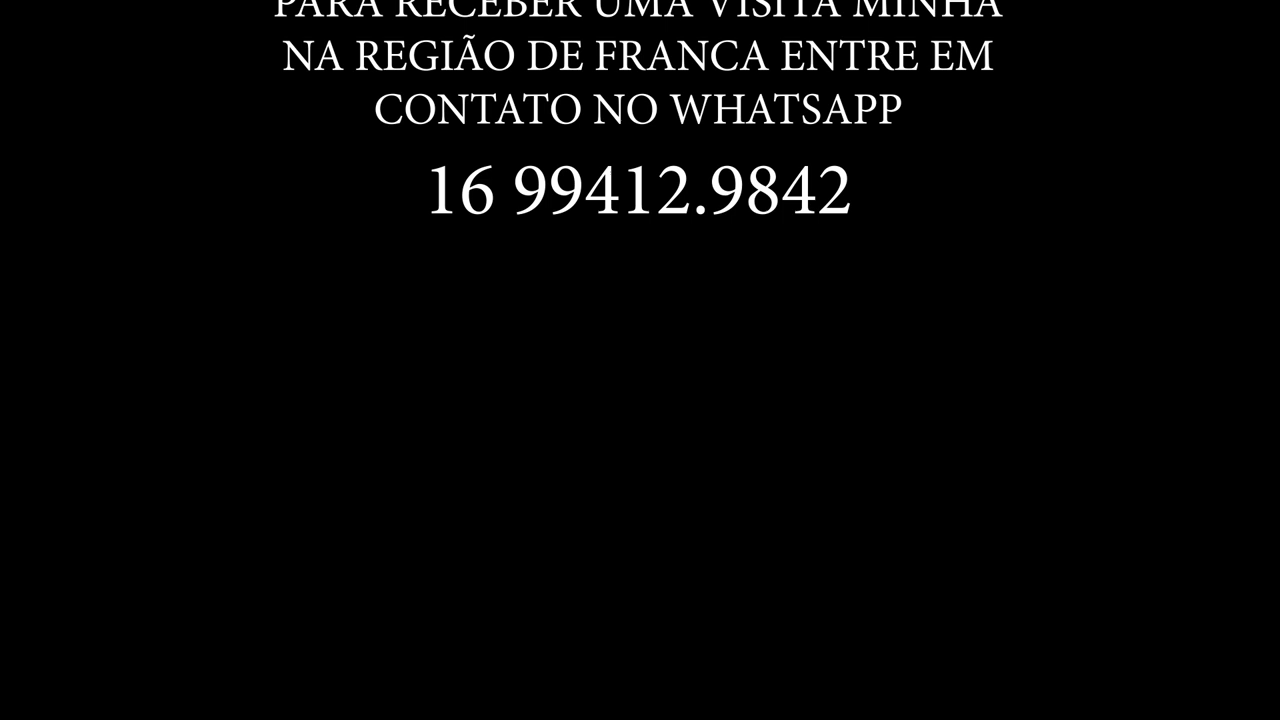 PARA RECEBER UMA VISITA MINHA
NA REGIÃO DE FRANCA ENTRE EM
CONTATO NO WHATSAPP
16 99412.9842